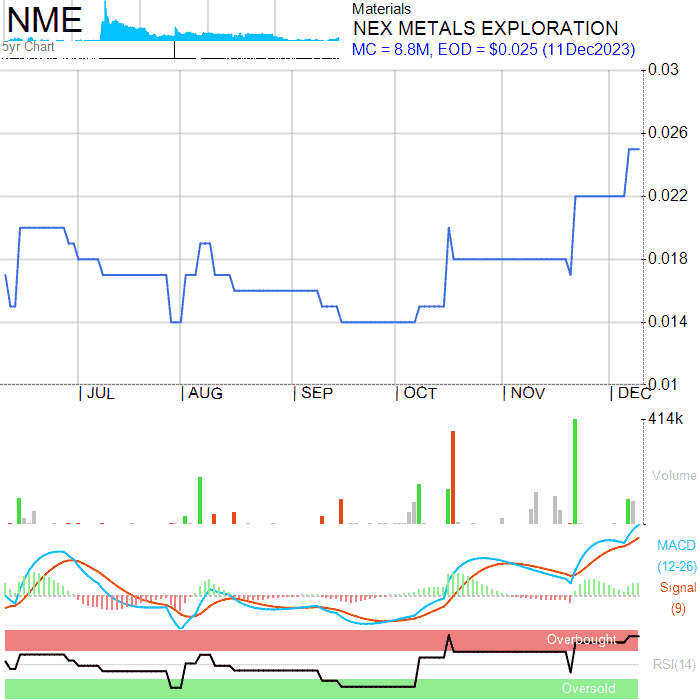 NME
5yr Chart
Materials
NEX METALS EXPLORATION
MC = 8.8M, EOD = $0.025 (11Dec2023)
0.03
0.026
0.022
0.018
0.014
0.01
JUL AUG SEP OCT NOV DEC
414k
Volume
MACD
(12-26)
Signal
(9)
Overbought
RSI(14)
Oversold